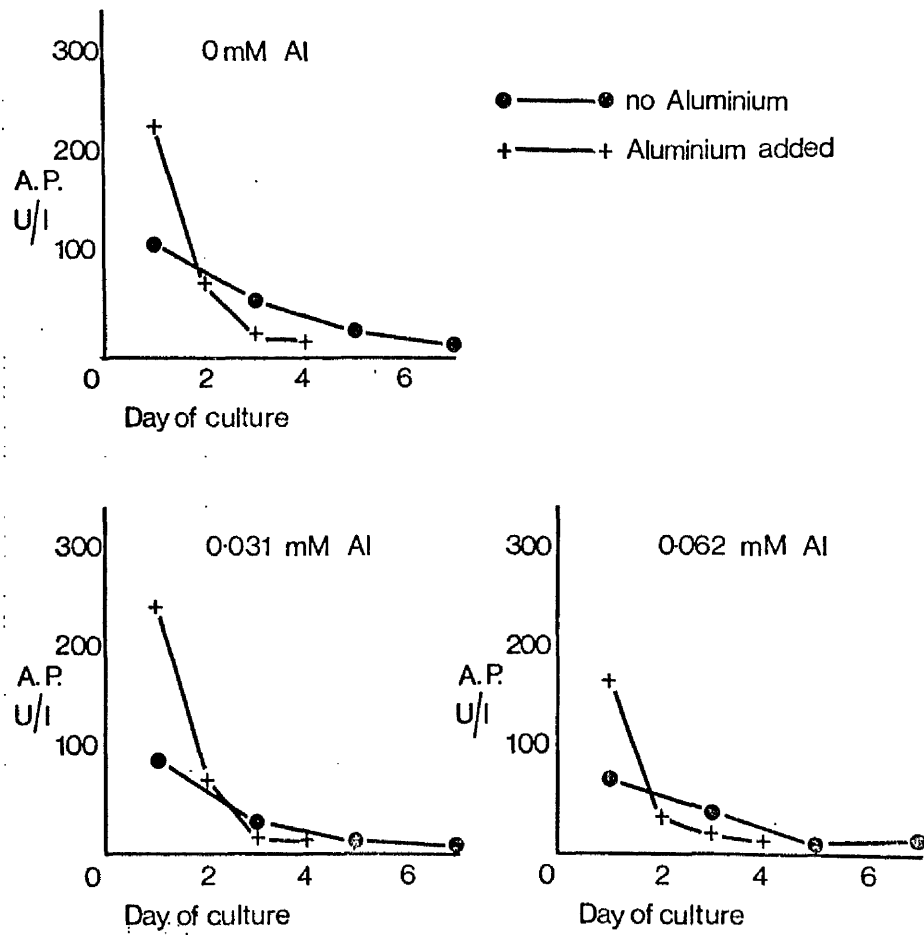 0 mM Al
300
200
100
A.P.
U/l
0 2 4 6
Day of culture
no Aluminium
Aluminium added
0·031 mM Al
300
200
100
A.P.
U/l
0 2 4 6
Day of culture
0·062 mM Al
300
200
100
A.P.
U/l
0 2 4 6
Day of culture